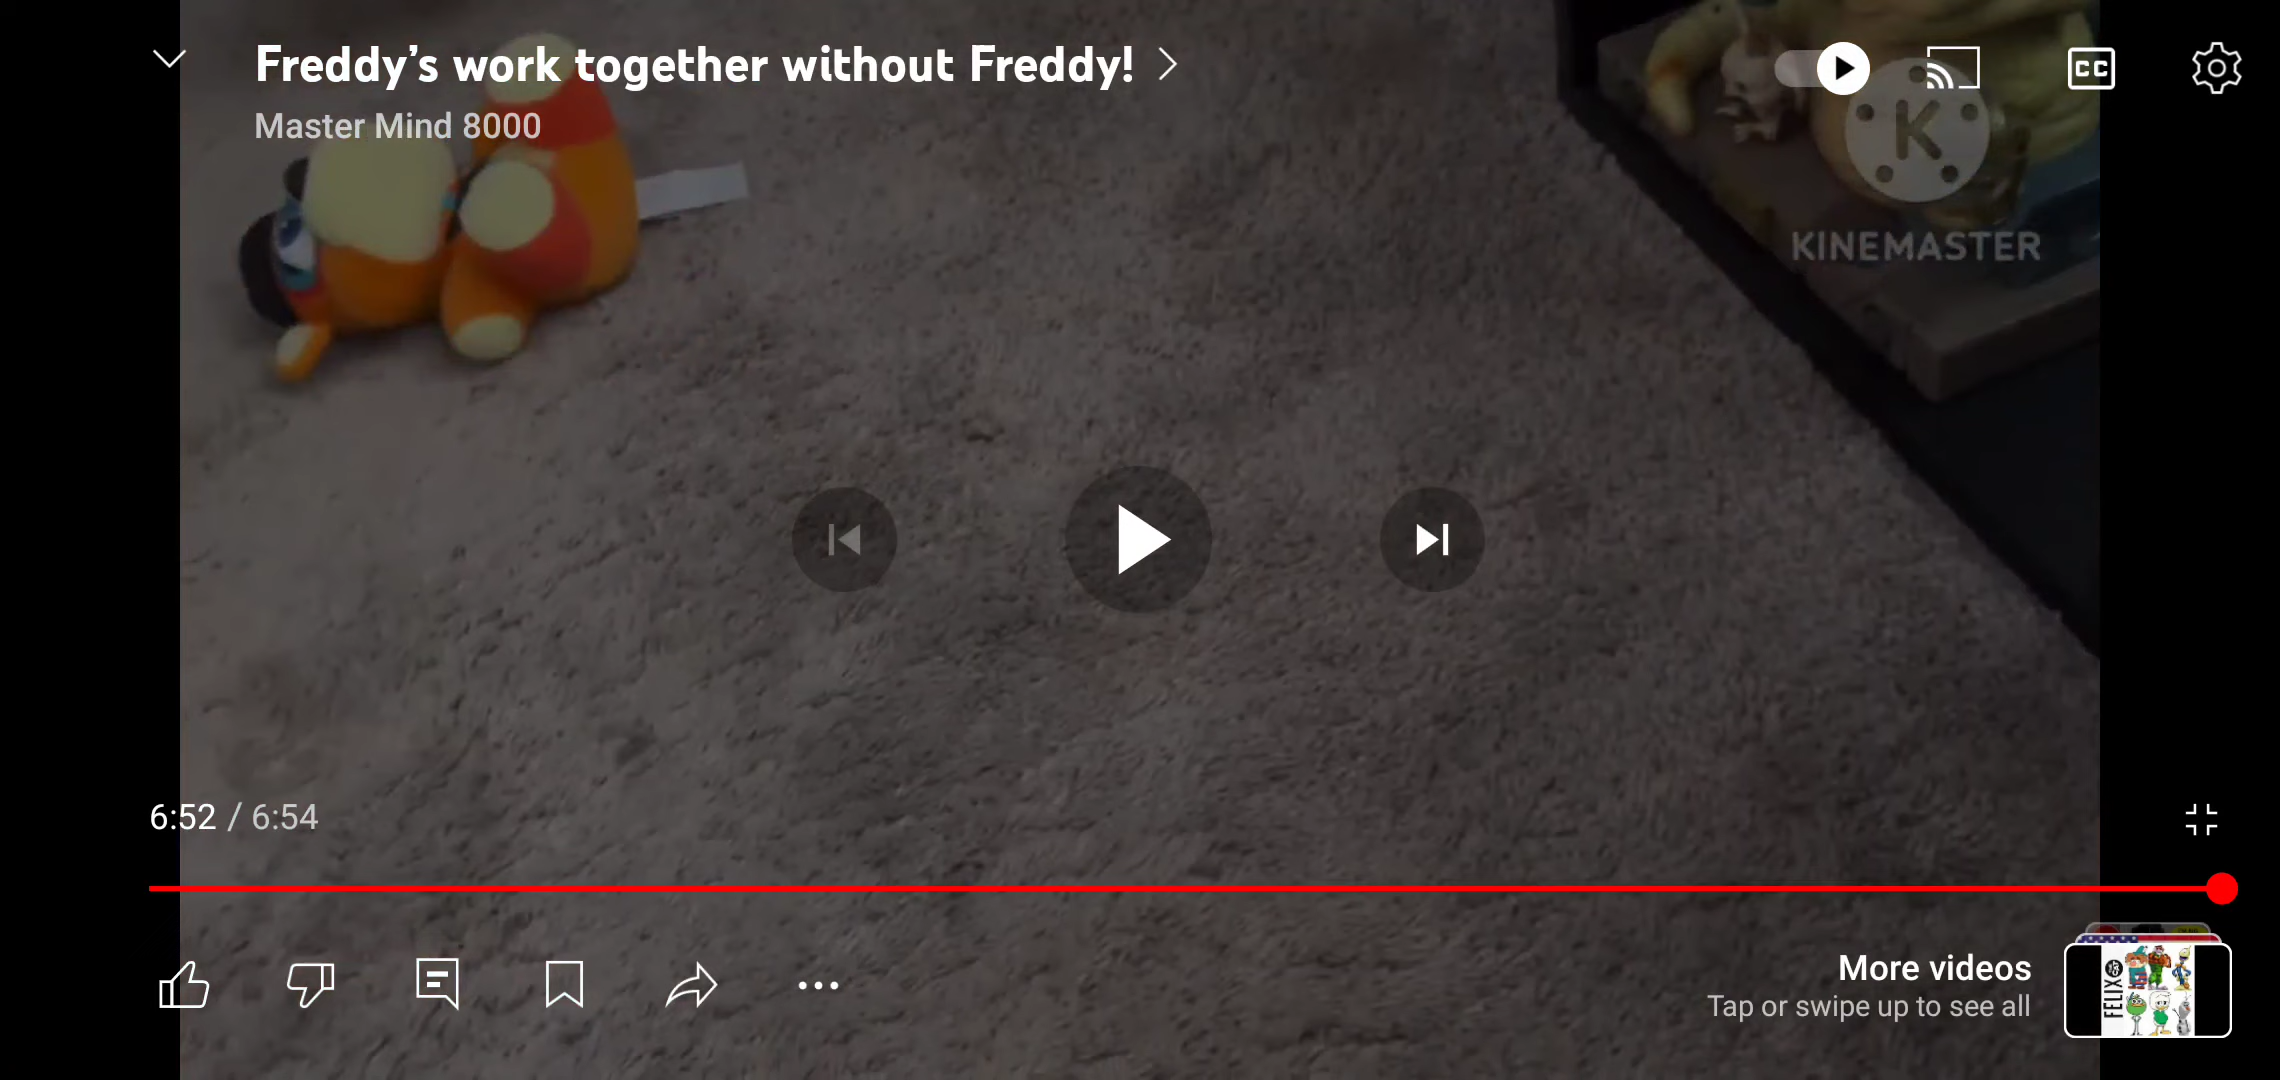 Freddy’s work together without Freddy!
Master Mind 8000
CC
K
KINEMASTER
6:52 / 6:54
More videos
Tap or swipe up to see all
FELIX